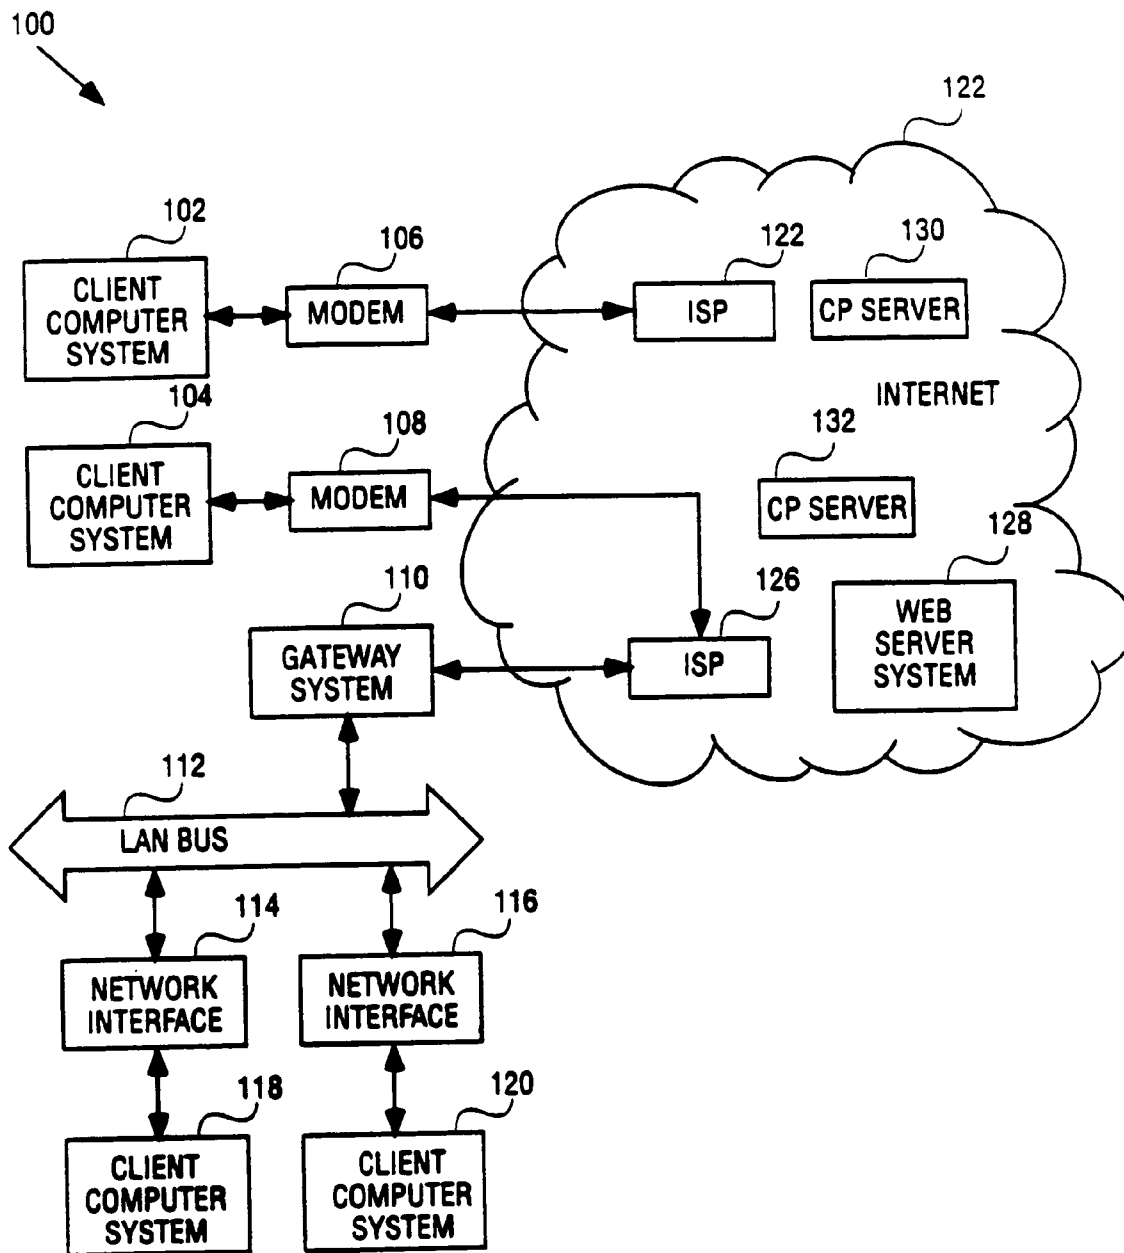 100
122
102
106
122
130
CLIENT
COMPUTER
SYSTEM
MODEM
ISP
CP SERVER
INTERNET
104
108
132
CLIENT
COMPUTER
SYSTEM
MODEM
CP SERVER
128
110
126
GATEWAY
SYSTEM
ISP
WEB
SERVER
SYSTEM
112
LAN BUS
114
116
NETWORK
INTERFACE
NETWORK
INTERFACE
118
120
CLIENT
COMPUTER
SYSTEM
CLIENT
COMPUTER
SYSTEM